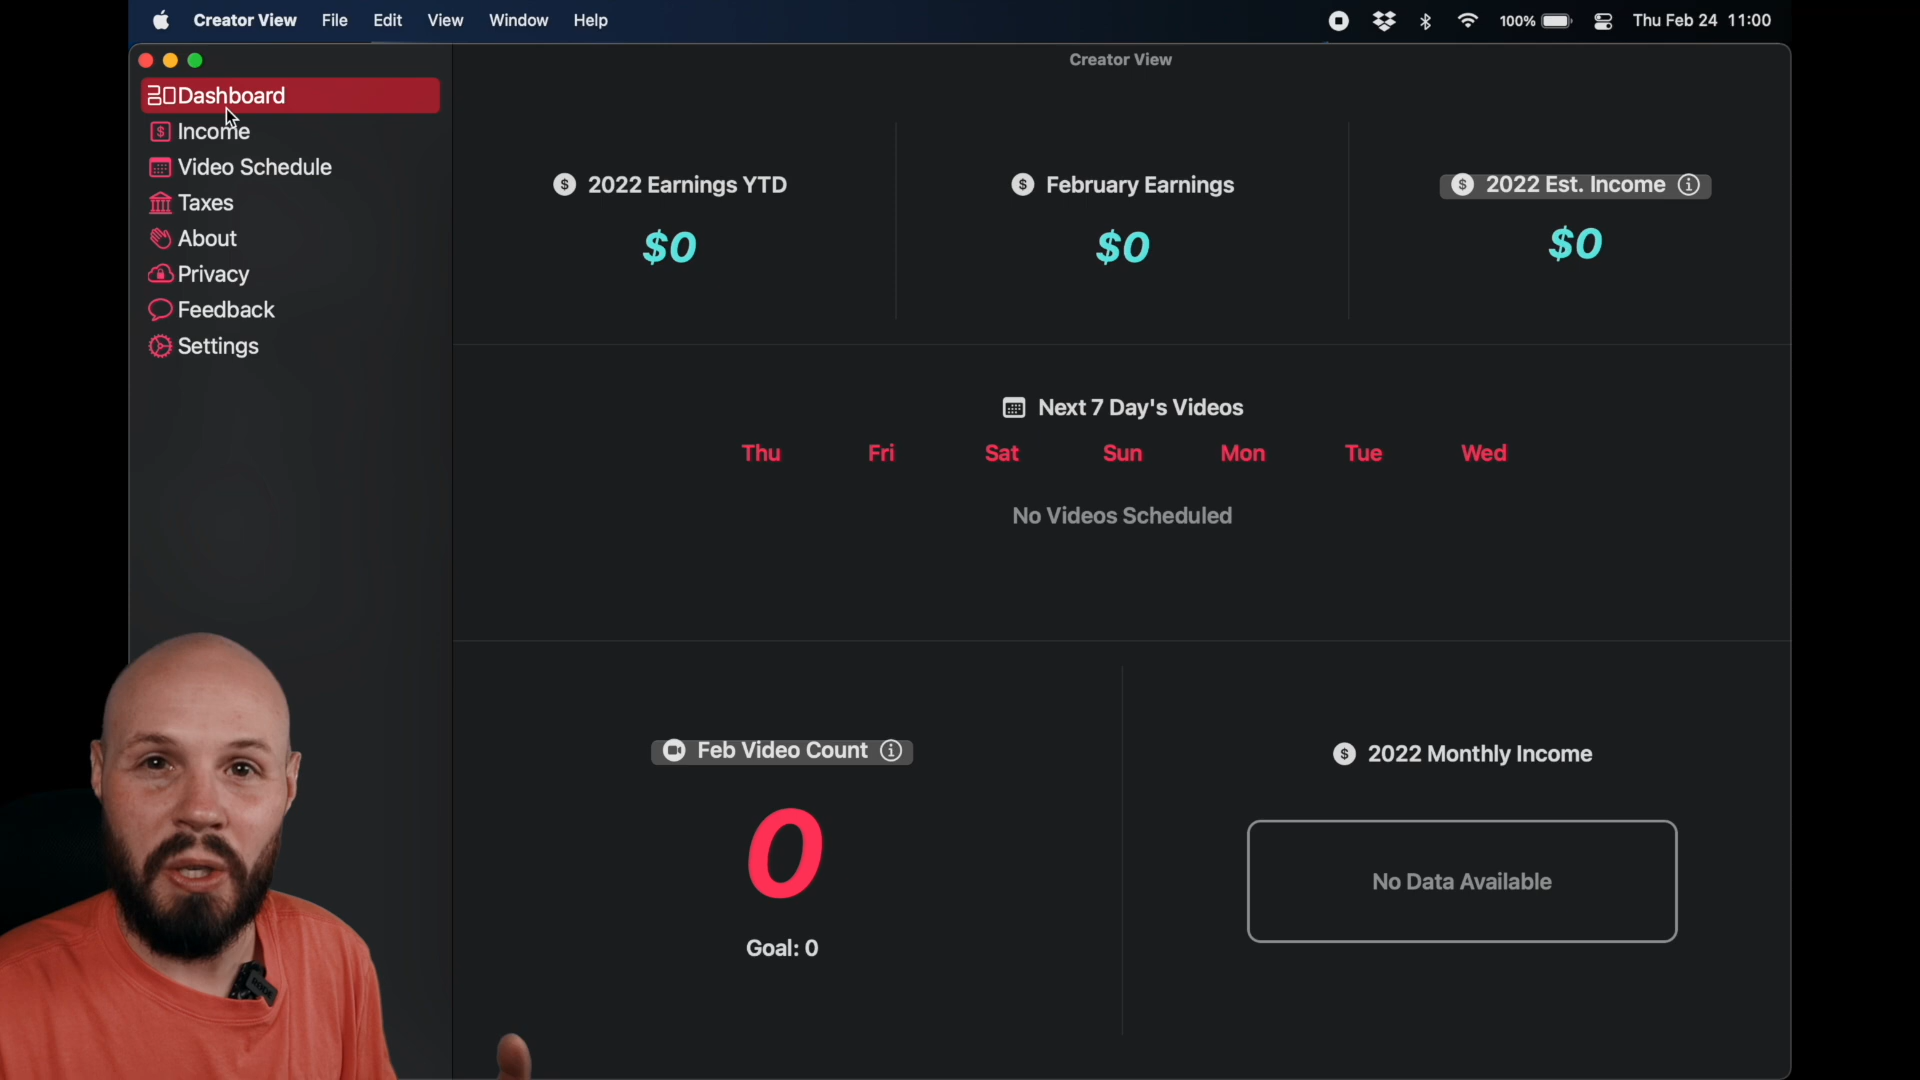 Creator View File Edit View Window Help 100% Thu Feb 24 11:00
Creator View
Dashboard
Income
Video Schedule
Taxes
About
Privacy
Feedback
Settings
2022 Earnings YTD
$0
February Earnings
$0
2022 Est. Income
$0
Next 7 Day's Videos
Thu Fri Sat Sun Mon Tue Wed
No Videos Scheduled
Feb Video Count
0
Goal: 0
2022 Monthly Income
No Data Available
RODE